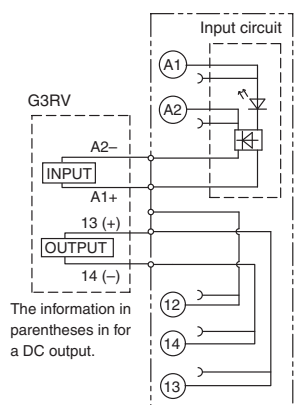 Input circuit
A1
G3RV
A2
A2–
INPUT
A1+
13 (+)
OUTPUT
14 (–)
The information in
parentheses in for
a DC output.
12
14
13